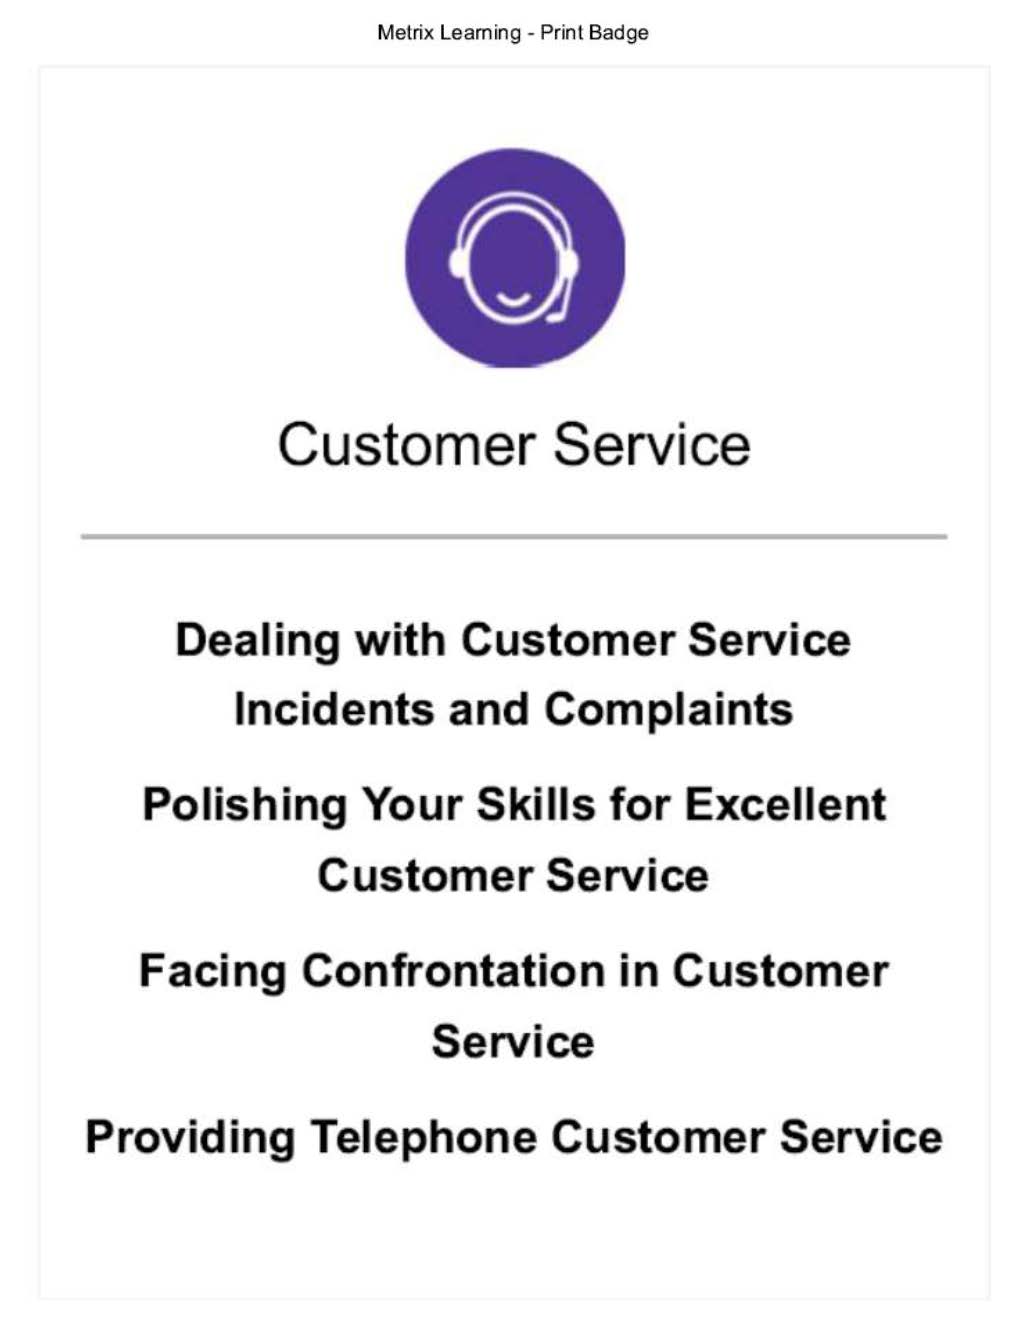 Metrix Learning - Print Badge
Customer Service
Dealing with Customer Service
Incidents and Complaints
Polishing Your Skills for Excellent
Customer Service
Facing Confrontation in Customer
Service
Providing Telephone Customer Service